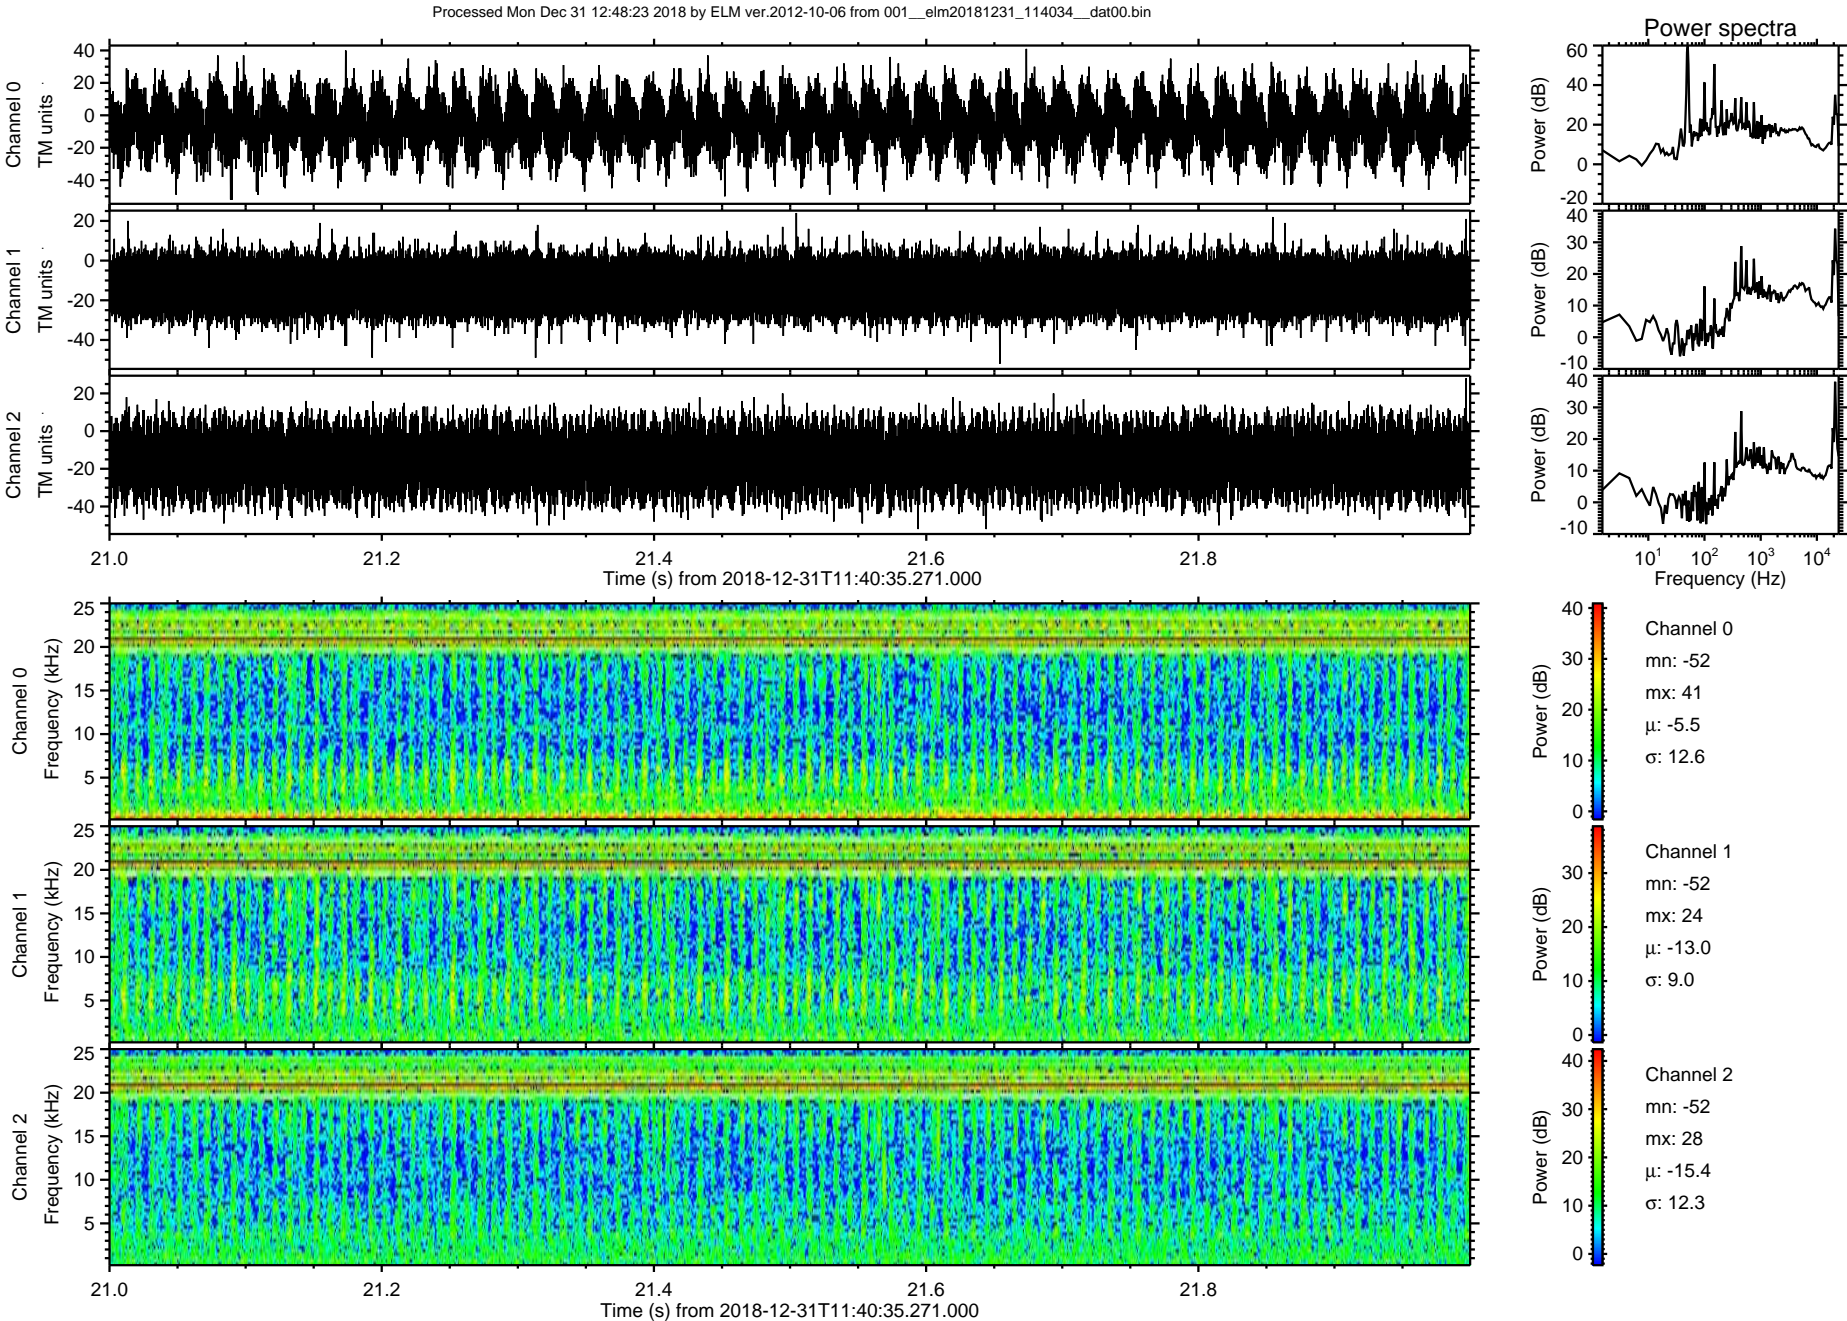 Processed Mon Dec 31 12:48:23 2018 by ELM ver.2012-10-06 from 001__elm20181231_114034__dat00.bin
Power spectra
Channel 0
TM units
40
20
0
-20
-40
Power (dB)
60
40
20
0
-20
Channel 1
TM units
20
0
-20
-40
Power (dB)
40
30
20
10
0
-10
Channel 2
TM units
20
0
-20
-40
Power (dB)
40
30
20
10
0
-10
21.0 21.2 21.4 21.6 21.8
Time (s) from 2018-12-31T11:40:35.271.000
10^1 10^2 10^3 10^4
Frequency (Hz)
Channel 0
Frequency (kHz)
25
20
15
10
5
Power (dB)
40
30
20
10
0
Channel 0
mn: -52
mx: 41
μ: -5.5
σ: 12.6
Channel 1
Frequency (kHz)
25
20
15
10
5
Power (dB)
30
20
10
0
Channel 1
mn: -52
mx: 24
μ: -13.0
σ: 9.0
Channel 2
Frequency (kHz)
25
20
15
10
5
Power (dB)
40
30
20
10
0
Channel 2
mn: -52
mx: 28
μ: -15.4
σ: 12.3
21.0 21.2 21.4 21.6 21.8
Time (s) from 2018-12-31T11:40:35.271.000